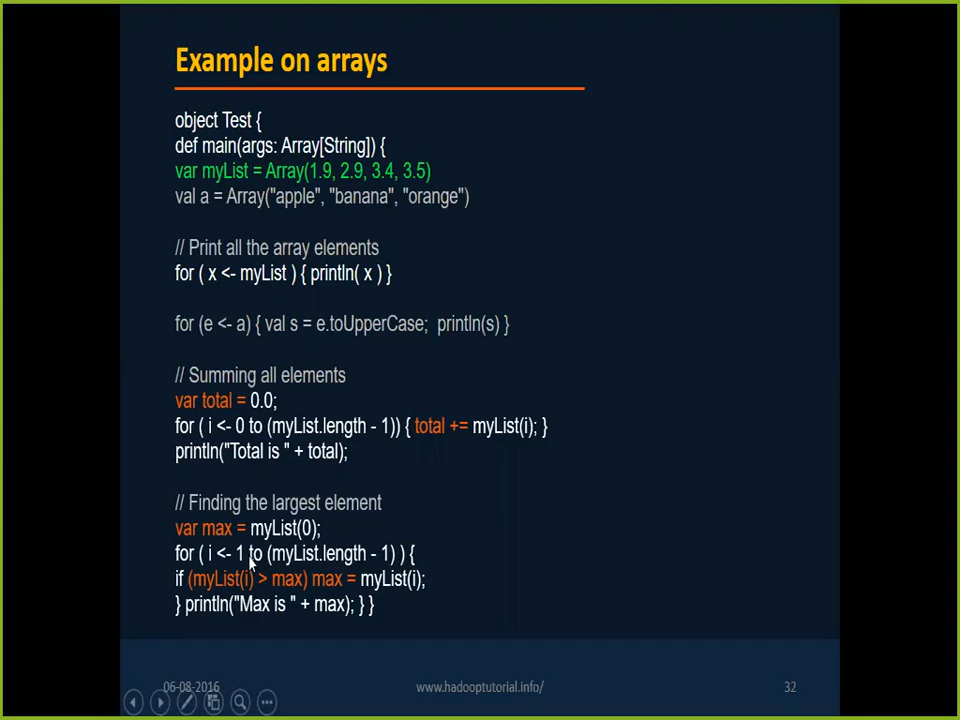 Example on arrays
object Test {
def main(args: Array[String]) {
var myList = Array(1.9, 2.9, 3.4, 3.5)
val a = Array("apple", "banana", "orange")
// Print all the array elements
for ( x <- myList ) { println( x ) }
for (e <- a) { val s = e.toUpperCase;  println(s) }
// Summing all elements
var total = 0.0;
for ( i <- 0 to (myList.length - 1)) { total += myList(i); }
println("Total is " + total);
// Finding the largest element
var max = myList(0);
for ( i <- 1 to (myList.length - 1) ) {
if (myList(i) > max) max = myList(i);
} println("Max is " + max); } }
06-08-2016
www.hadooptutorial.info/
32